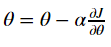 θ = θ − α ∂J/∂θ